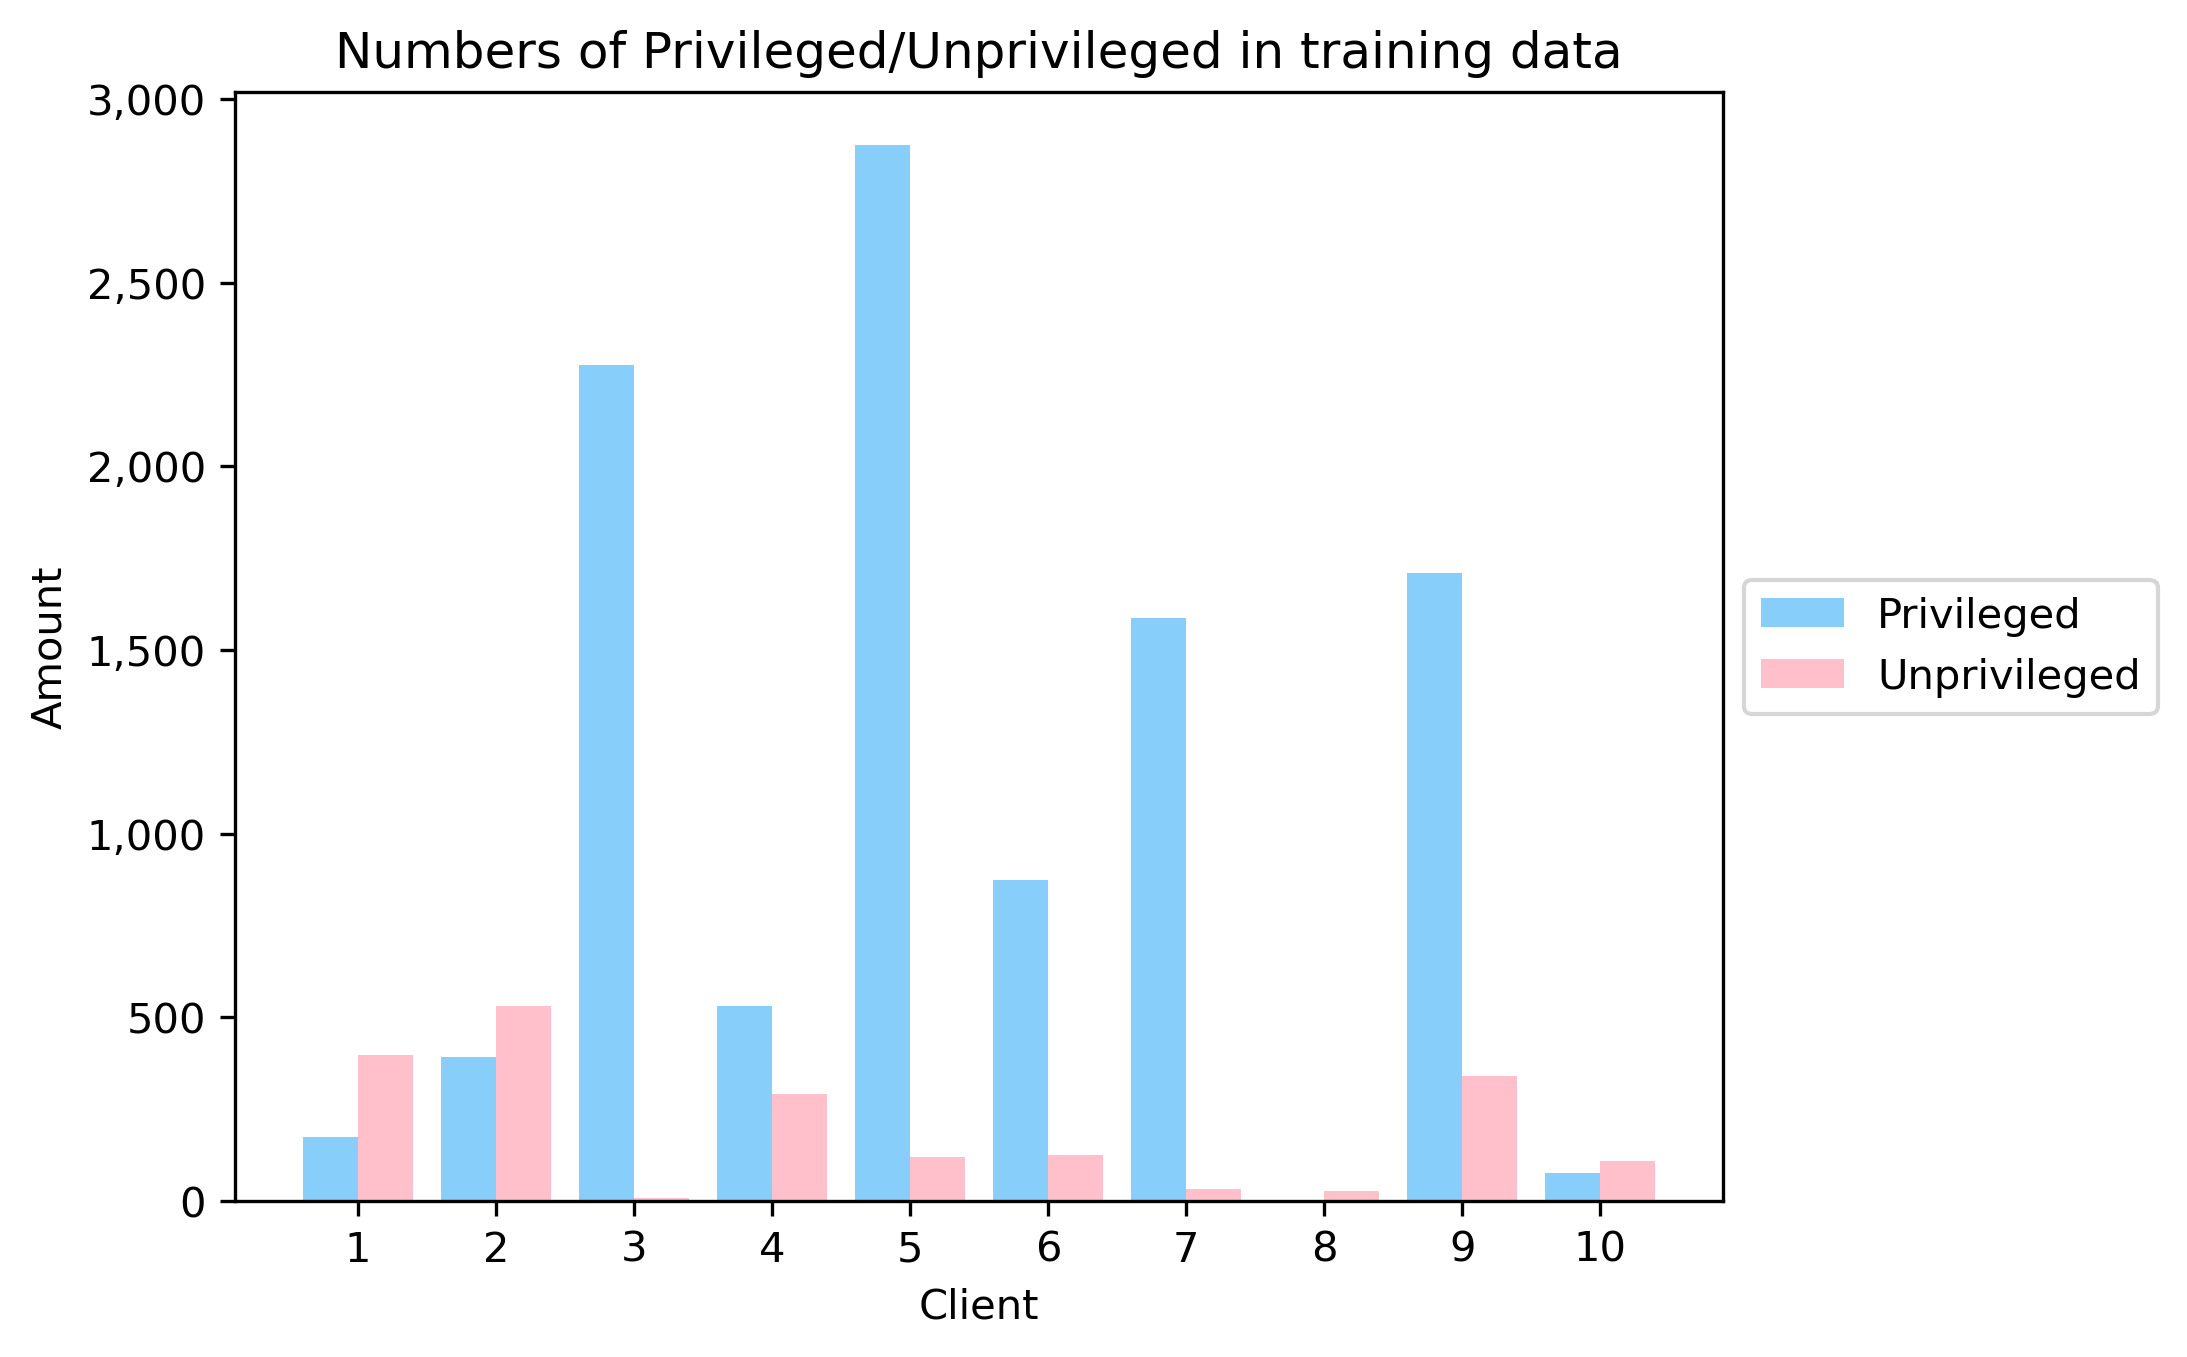 Numbers of Privileged/Unprivileged in training data
3,000
2,500
2,000
1,500
1,000
500
0
Amount
1 2 3 4 5 6 7 8 9 10
Client
Privileged
Unprivileged